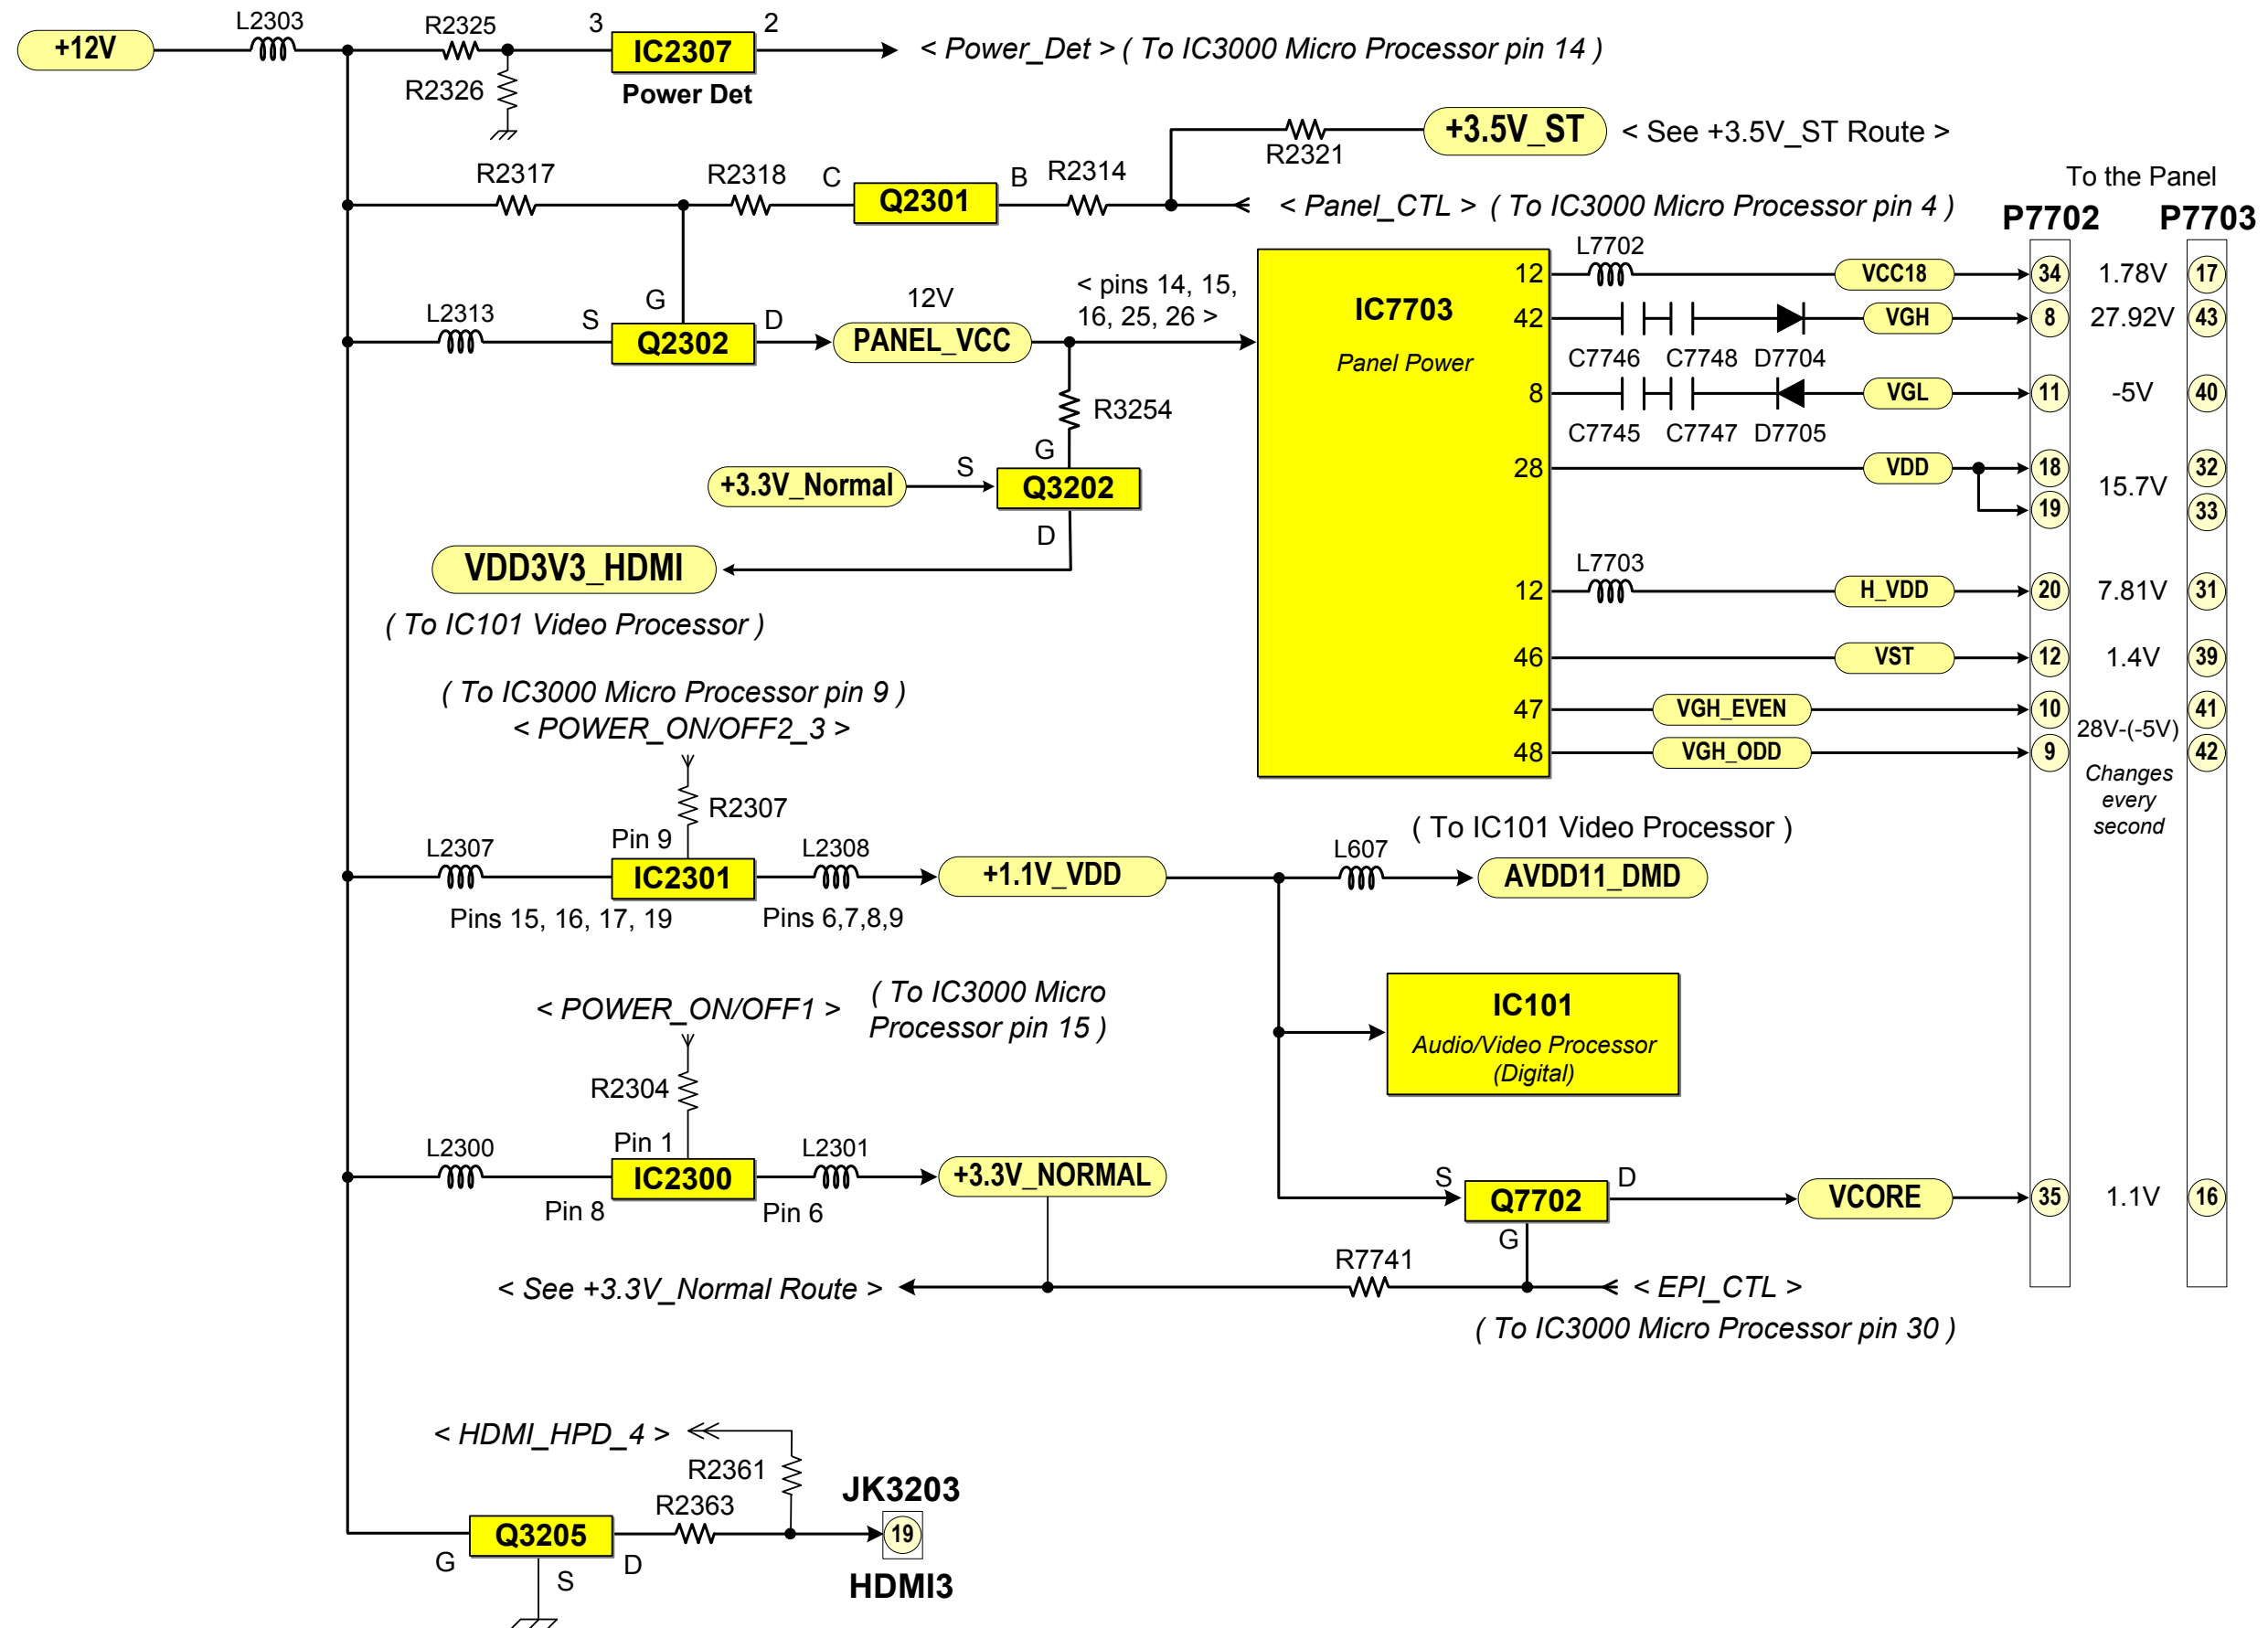 +12V
L2303
R2325
R2326
3
IC2307
2
Power Det
< Power_Det > ( To IC3000 Micro Processor pin 14 )
R2321
+3.5V_ST
< See +3.5V_ST Route >
R2317
R2318
C
Q2301
B
R2314
< Panel_CTL > ( To IC3000 Micro Processor pin 4 )
To the Panel
P7702
P7703
L2313
S
G
Q2302
D
12V
PANEL_VCC
< pins 14, 15,
16, 25, 26 >
IC7703
Panel Power
12
L7702
VCC18
34
1.78V
17
42
C7746
C7748
D7704
VGH
8
27.92V
43
8
C7745
C7747
D7705
VGL
11
-5V
40
28
VDD
18
19
15.7V
32
33
12
L7703
H_VDD
20
7.81V
31
46
VST
12
1.4V
39
47
VGH_EVEN
10
41
48
VGH_ODD
9
42
28V-(-5V)
Changes
every
second
R3254
+3.3V_Normal
S
G
Q3202
D
VDD3V3_HDMI
( To IC101 Video Processor )
( To IC3000 Micro Processor pin 9 )
< POWER_ON/OFF2_3 >
R2307
Pin 9
L2307
IC2301
L2308
Pins 15, 16, 17, 19
Pins 6,7,8,9
+1.1V_VDD
L607
( To IC101 Video Processor )
AVDD11_DMD
IC101
Audio/Video Processor
(Digital)
< POWER_ON/OFF1 >
( To IC3000 Micro
Processor pin 15 )
R2304
Pin 1
L2300
IC2300
L2301
Pin 8
Pin 6
+3.3V_NORMAL
S
Q7702
D
G
VCORE
35
1.1V
16
< See +3.3V_Normal Route >
R7741
< EPI_CTL >
( To IC3000 Micro Processor pin 30 )
< HDMI_HPD_4 >
R2361
R2363
JK3203
Q3205
19
G
S
D
HDMI3